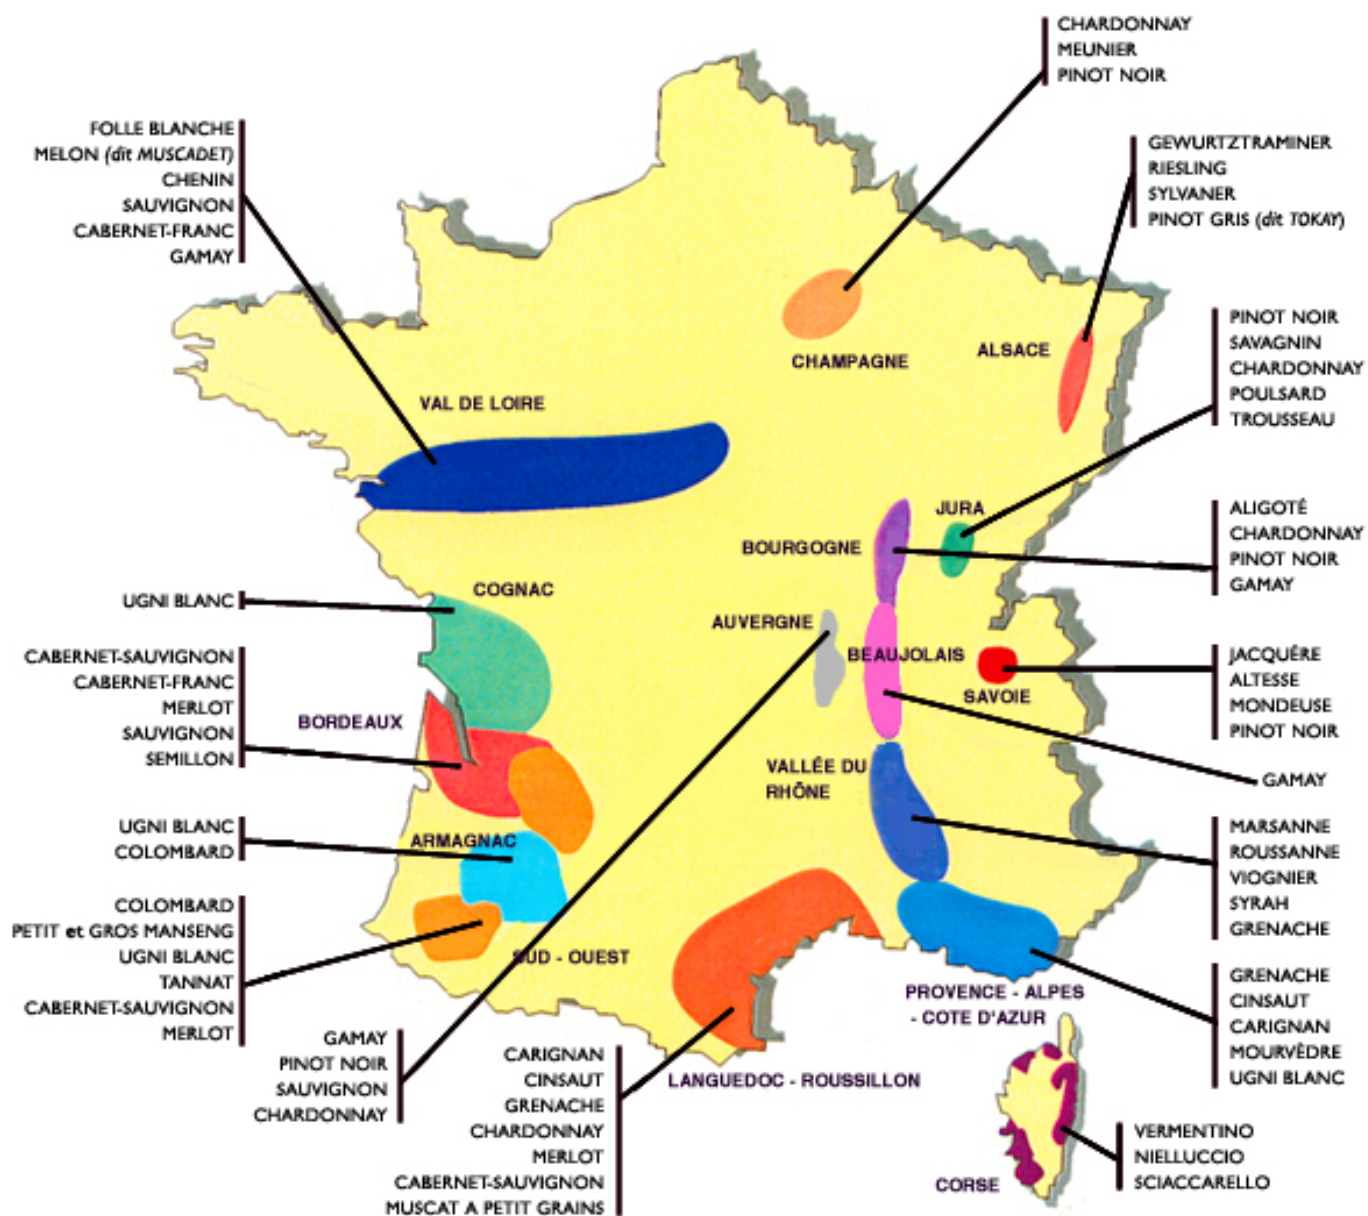 CHARDONNAY
MEUNIER
PINOT NOIR
FOLLE BLANCHE
MELON (dit MUSCADET)
CHENIN
SAUVIGNON
CABERNET-FRANC
GAMAY
GEWURTZTRAMINER
RIESLING
SYLVANER
PINOT GRIS (dit TOKAY)
CHAMPAGNE
ALSACE
VAL DE LOIRE
PINOT NOIR
SAVAGNIN
CHARDONNAY
POULSARD
TROUSSEAU
JURA
BOURGOGNE
ALIGOTÉ
CHARDONNAY
PINOT NOIR
GAMAY
COGNAC
UGNI BLANC
AUVERGNE
BEAUJOLAIS
SAVOIE
JACQUÊRE
ALTESSE
MONDEUSE
PINOT NOIR
CABERNET-SAUVIGNON
CABERNET-FRANC
MERLOT
SAUVIGNON
SEMILLON
BORDEAUX
VALLÉE DU
RHÔNE
GAMAY
UGNI BLANC
COLOMBARD
ARMAGNAC
MARSANNE
ROUSSANNE
VIOGNIER
SYRAH
GRENACHE
COLOMBARD
PETIT et GROS MANSENG
UGNI BLANC
TANNAT
CABERNET-SAUVIGNON
MERLOT
SUD - OUEST
PROVENCE - ALPES
- COTE D'AZUR
GRENACHE
CINSAUT
CARIGNAN
MOURVÈDRE
UGNI BLANC
GAMAY
PINOT NOIR
SAUVIGNON
CHARDONNAY
LANGUEDOC - ROUSSILLON
CARIGNAN
CINSAUT
GRENACHE
CHARDONNAY
MERLOT
CABERNET-SAUVIGNON
MUSCAT A PETIT GRAINS
CORSE
VERMENTINO
NIELLUCCIO
SCIACCARELLO